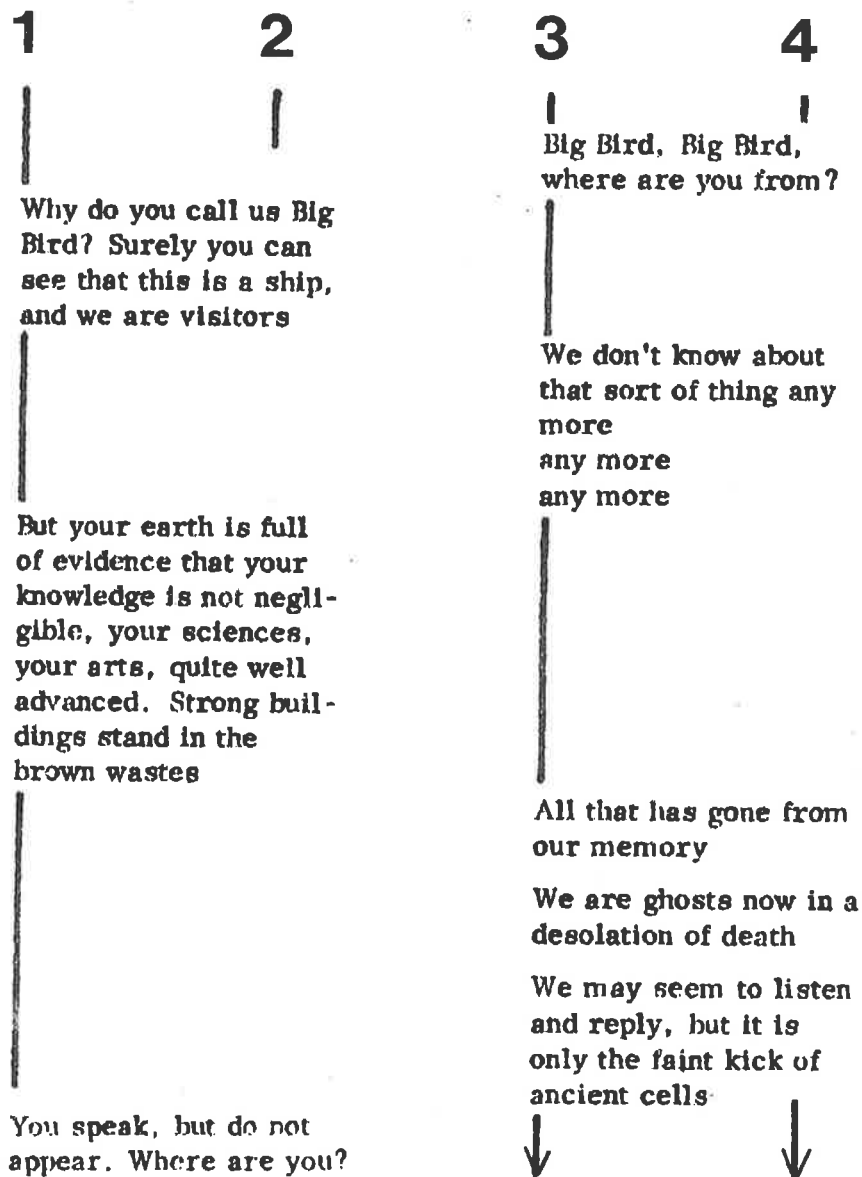 1 2 3 4
Big Bird, Big Bird,
where are you from?
Why do you call us Big
Bird? Surely you can
see that this is a ship,
and we are visitors
We don't know about
that sort of thing any
more
any more
any more
But your earth is full
of evidence that your
knowledge is not negli-
gible, your sciences,
your arts, quite well
advanced. Strong buil-
dings stand in the
brown wastes
All that has gone from
our memory
We are ghosts now in a
desolation of death
We may seem to listen
and reply, but it is
only the faint kick of
ancient cells
You speak, but do not
appear. Where are you?